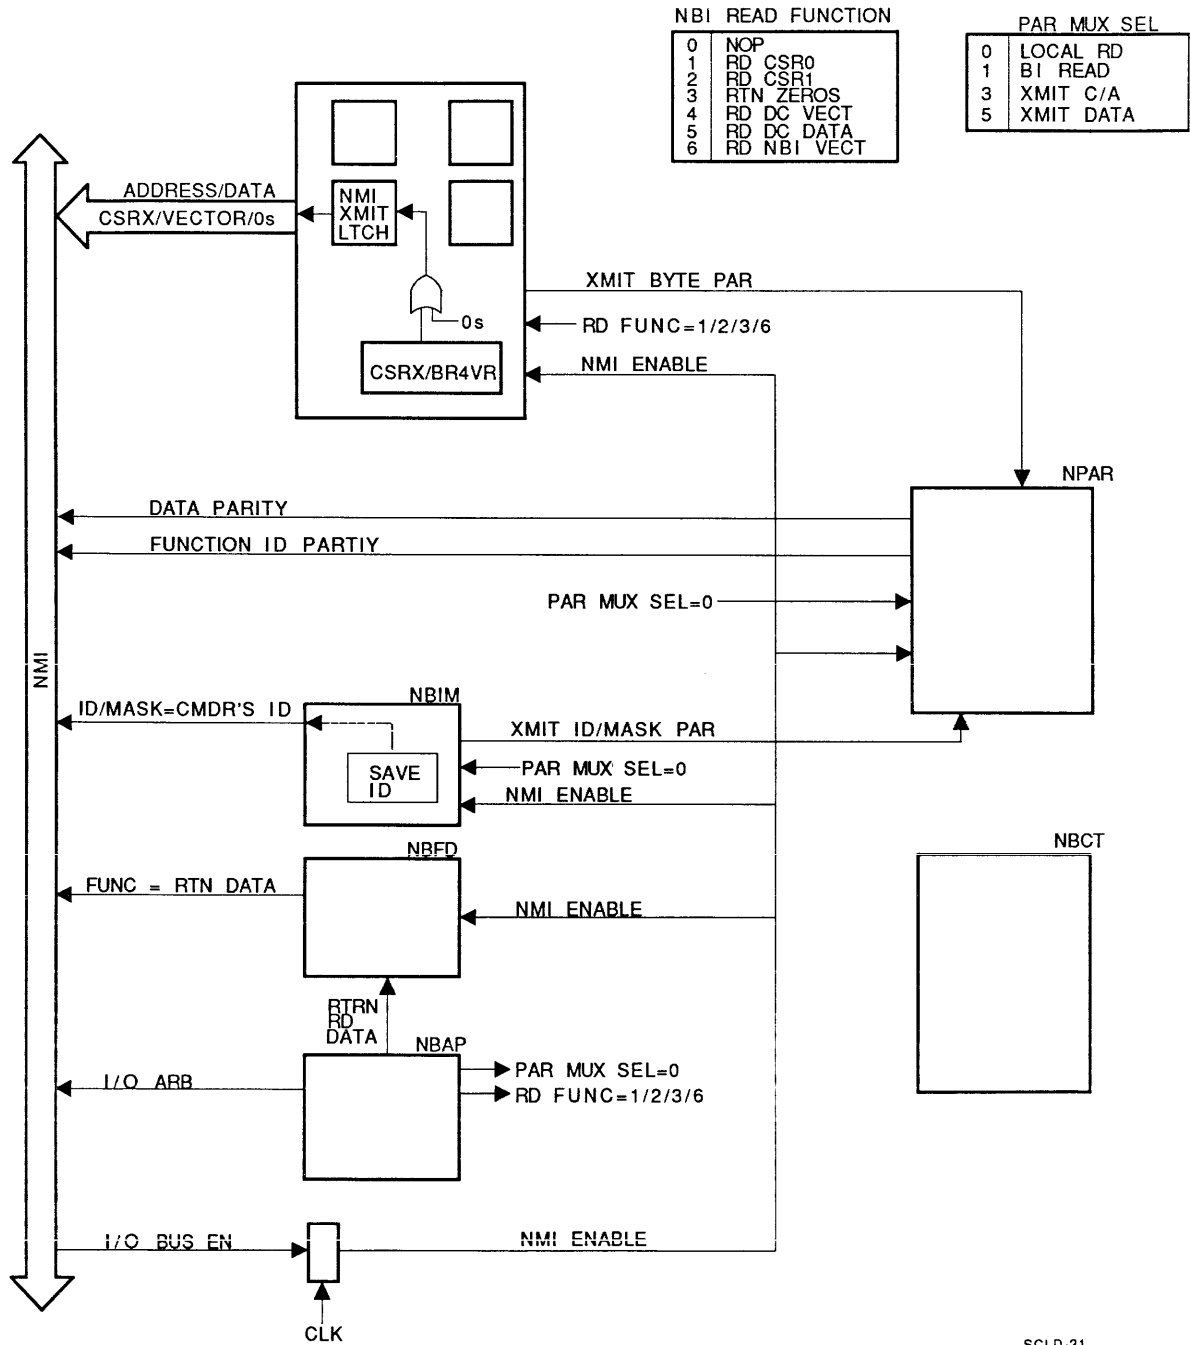 NBI READ FUNCTION
0 NOP
1 RD CSR0
2 RD CSR1
3 RTN ZEROS
4 RD DC VECT
5 RD DC DATA
6 RD NBI VECT
PAR MUX SEL
0 LOCAL RD
1 BI READ
3 XMIT C/A
5 XMIT DATA
ADDRESS/DATA
CSRX/VECTOR/0s
NMI
XMIT
LTCH
0s
CSRX/BR4VR
XMIT BYTE PAR
RD FUNC=1/2/3/6
NMI ENABLE
NPAR
DATA PARITY
FUNCTION ID PARTIY
PAR MUX SEL=0
NMI
NBIM
ID/MASK=CMDR'S ID
SAVE
ID
XMIT ID/MASK PAR
PAR MUX SEL=0
NMI ENABLE
NBCT
NBFD
FUNC = RTN DATA
NMI ENABLE
RTRN
RD
DATA
NBAP
I/O ARB
PAR MUX SEL=0
RD FUNC=1/2/3/6
I/O BUS EN
NMI ENABLE
CLK
SCLD-21